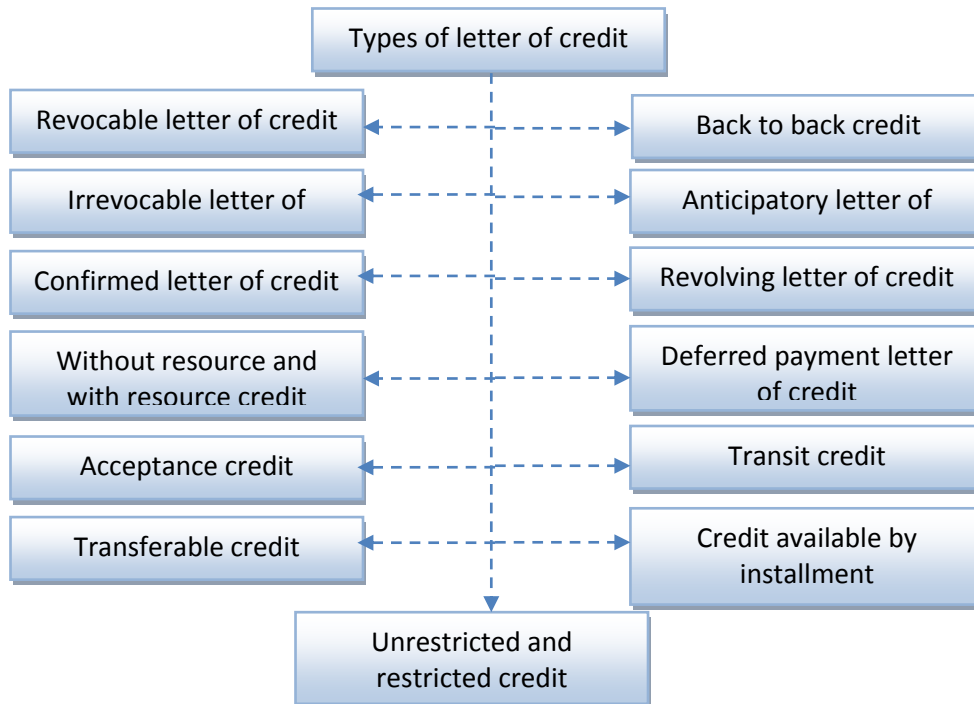 Types of letter of credit
Revocable letter of credit
Back to back credit
Irrevocable letter of
Anticipatory letter of
Confirmed letter of credit
Revolving letter of credit
Without resource and
with resource credit
Deferred payment letter
of credit
Acceptance credit
Transit credit
Transferable credit
Credit available by
installment
Unrestricted and
restricted credit